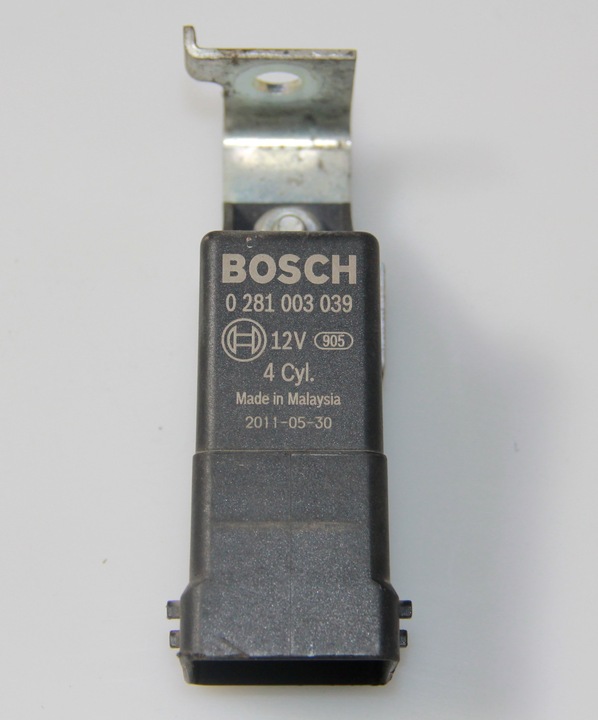 BOSCH
0 281 003 039
12V 905
4 Cyl.
Made in Malaysia
2011-05-30